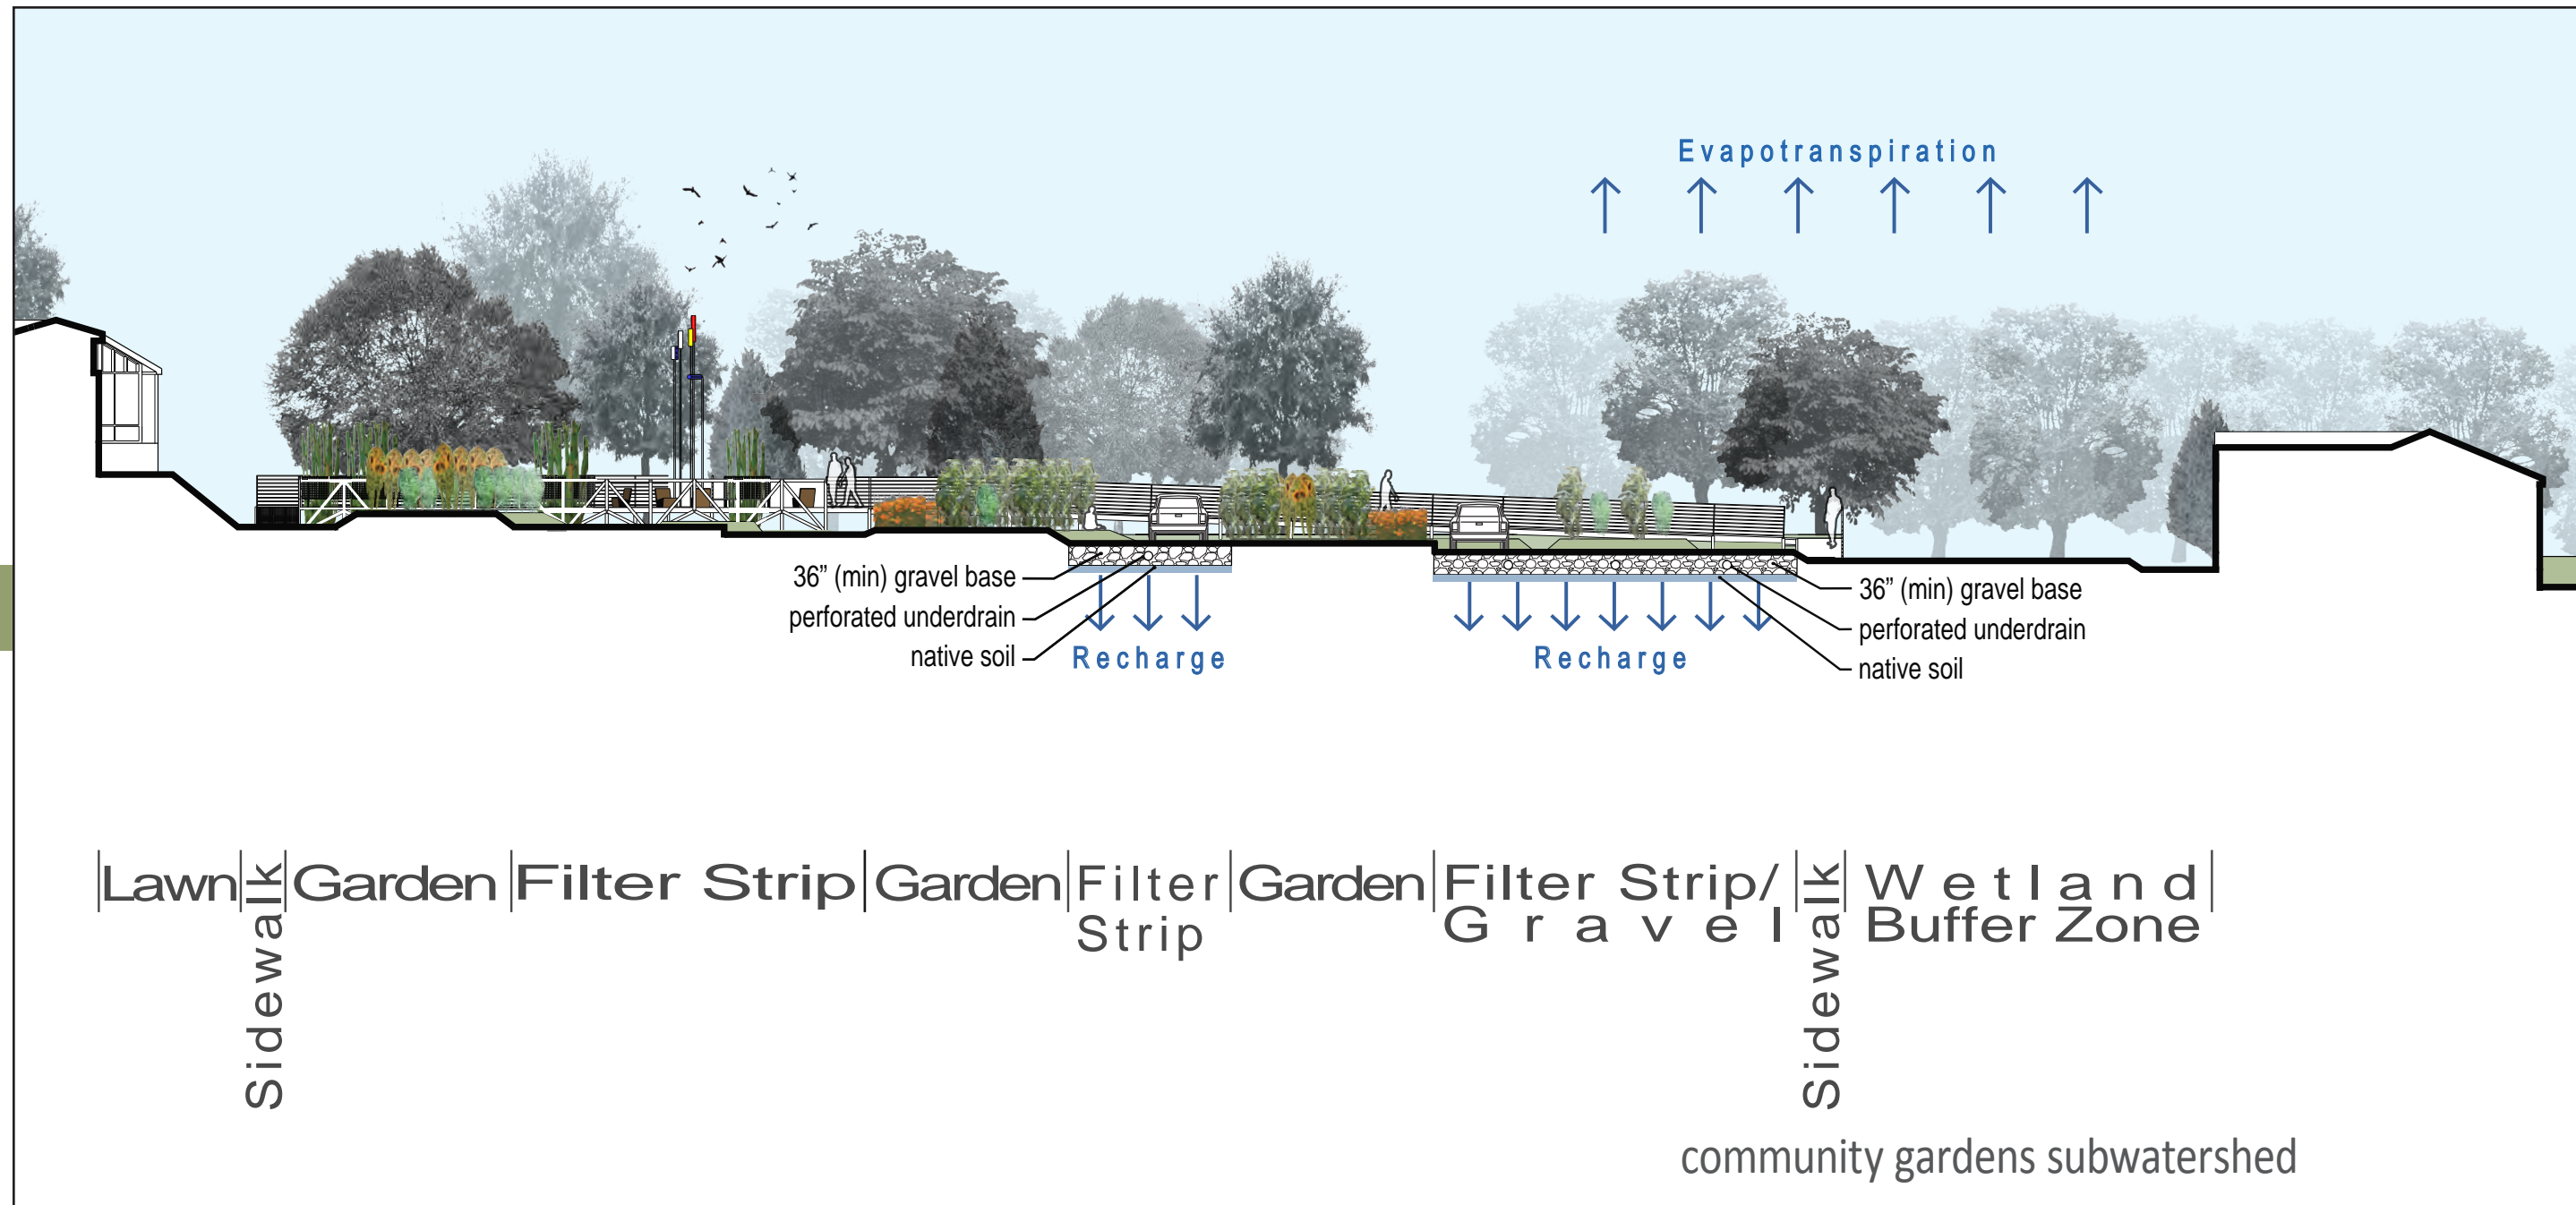 Evapotranspiration
36” (min) gravel base
perforated underdrain
native soil
Recharge
Recharge
36” (min) gravel base
perforated underdrain
native soil
Lawn
Sidewalk
Garden
Filter Strip
Garden
Filter
Strip
Garden
Filter Strip/
Gravel
Sidewalk
Wetland
Buffer Zone
community gardens subwatershed